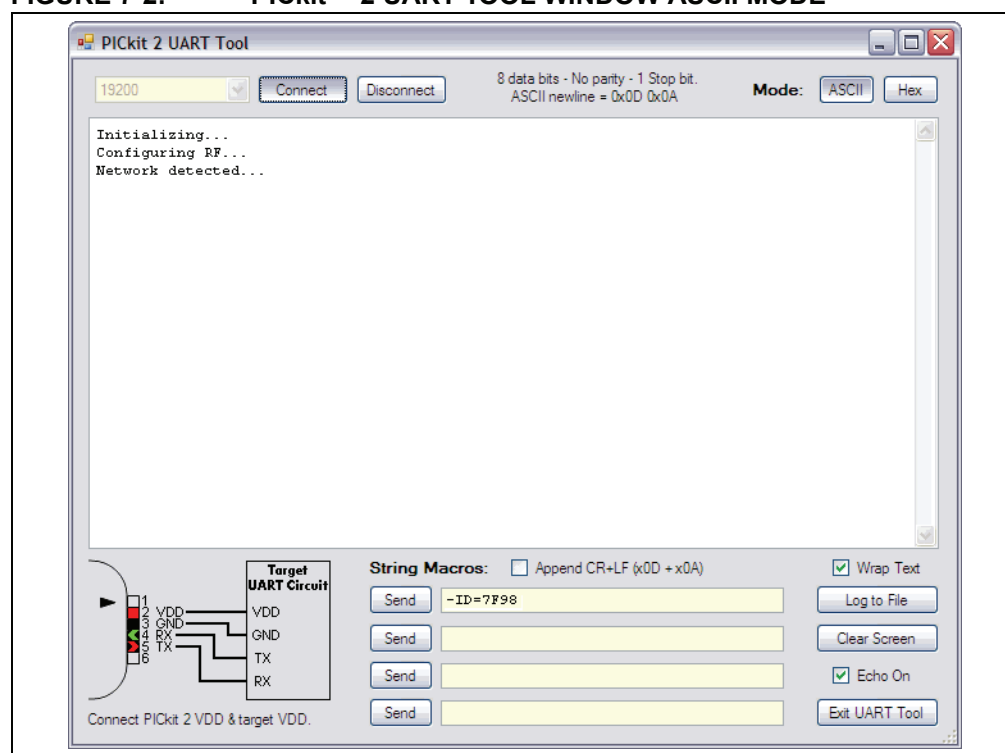 PICkit 2 UART Tool
19200 Connect Disconnect 8 data bits - No parity - 1 Stop bit. Mode: ASCII Hex
ASCII newline = 0x0D 0x0A
Initializing...
Configuring RF...
Network detected...
Target
UART Circuit
1
2 VDD VDD
3 GND GND
4 RX TX
5 TX RX
6
Connect PICkit 2 VDD & target VDD.
String Macros: Append CR+LF (x0D + x0A) Wrap Text
Send -ID=7F98 Log to File
Send Clear Screen
Send Echo On
Send Exit UART Tool